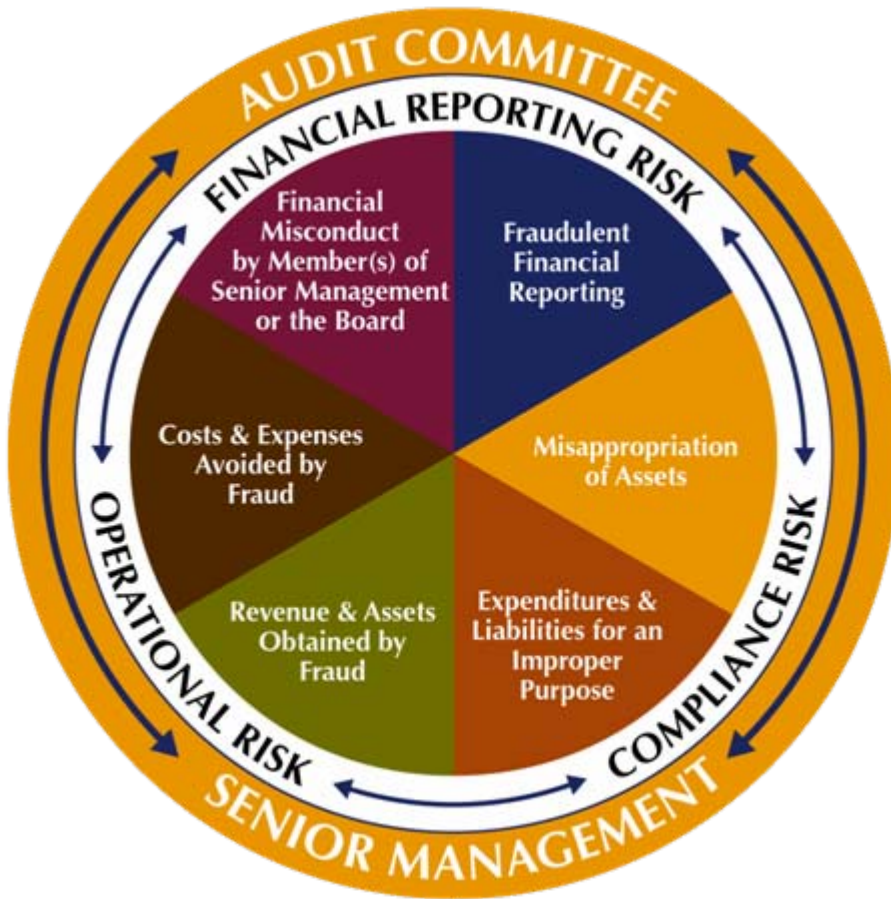 AUDIT COMMITTEE
FINANCIAL REPORTING RISK
Financial
Misconduct
by Member(s) of
Senior Management
or the Board
Fraudulent
Financial
Reporting
Costs & Expenses
Avoided by
Fraud
Misappropriation
of Assets
Revenue & Assets
Obtained by
Fraud
Expenditures &
Liabilities for an
Improper
Purpose
OPERATIONAL RISK
COMPLIANCE RISK
SENIOR MANAGEMENT